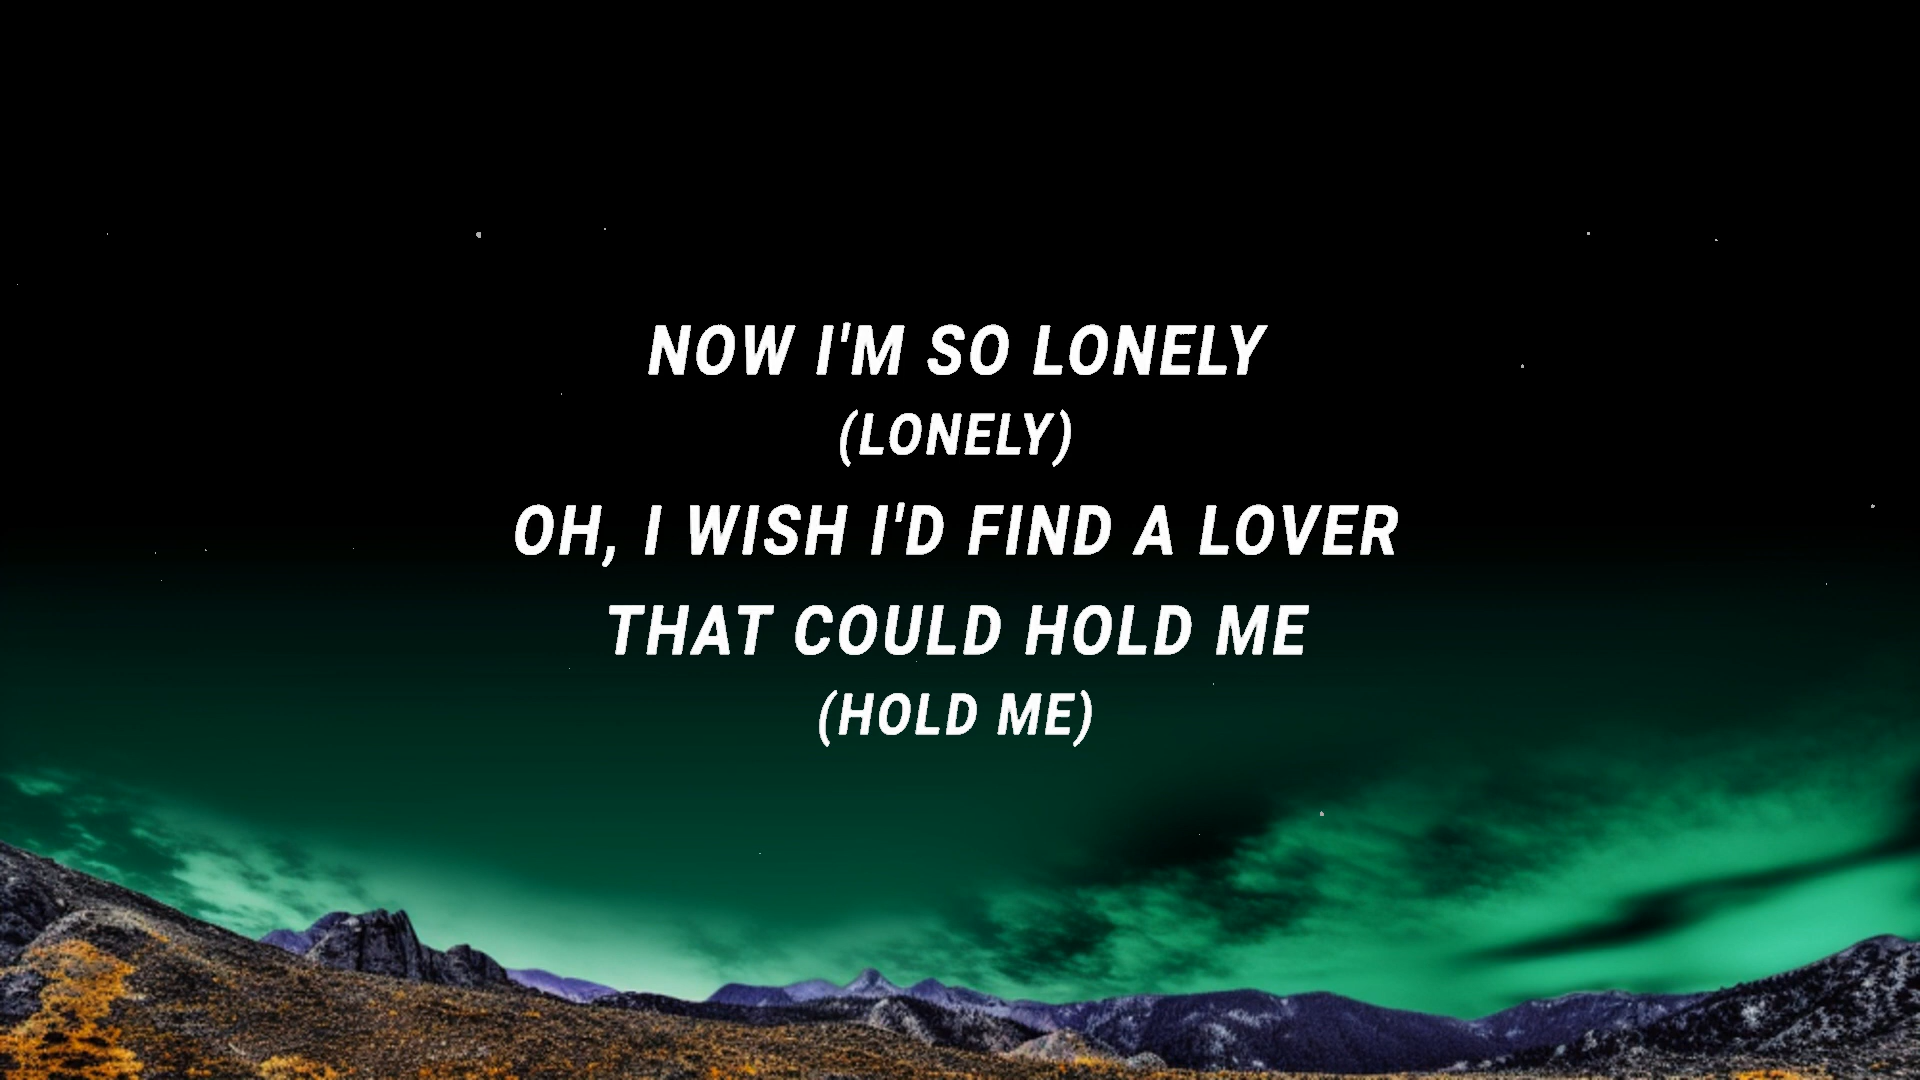 NOW I'M SO LONELY
(LONELY)
OH, I WISH I'D FIND A LOVER
THAT COULD HOLD ME
(HOLD ME)